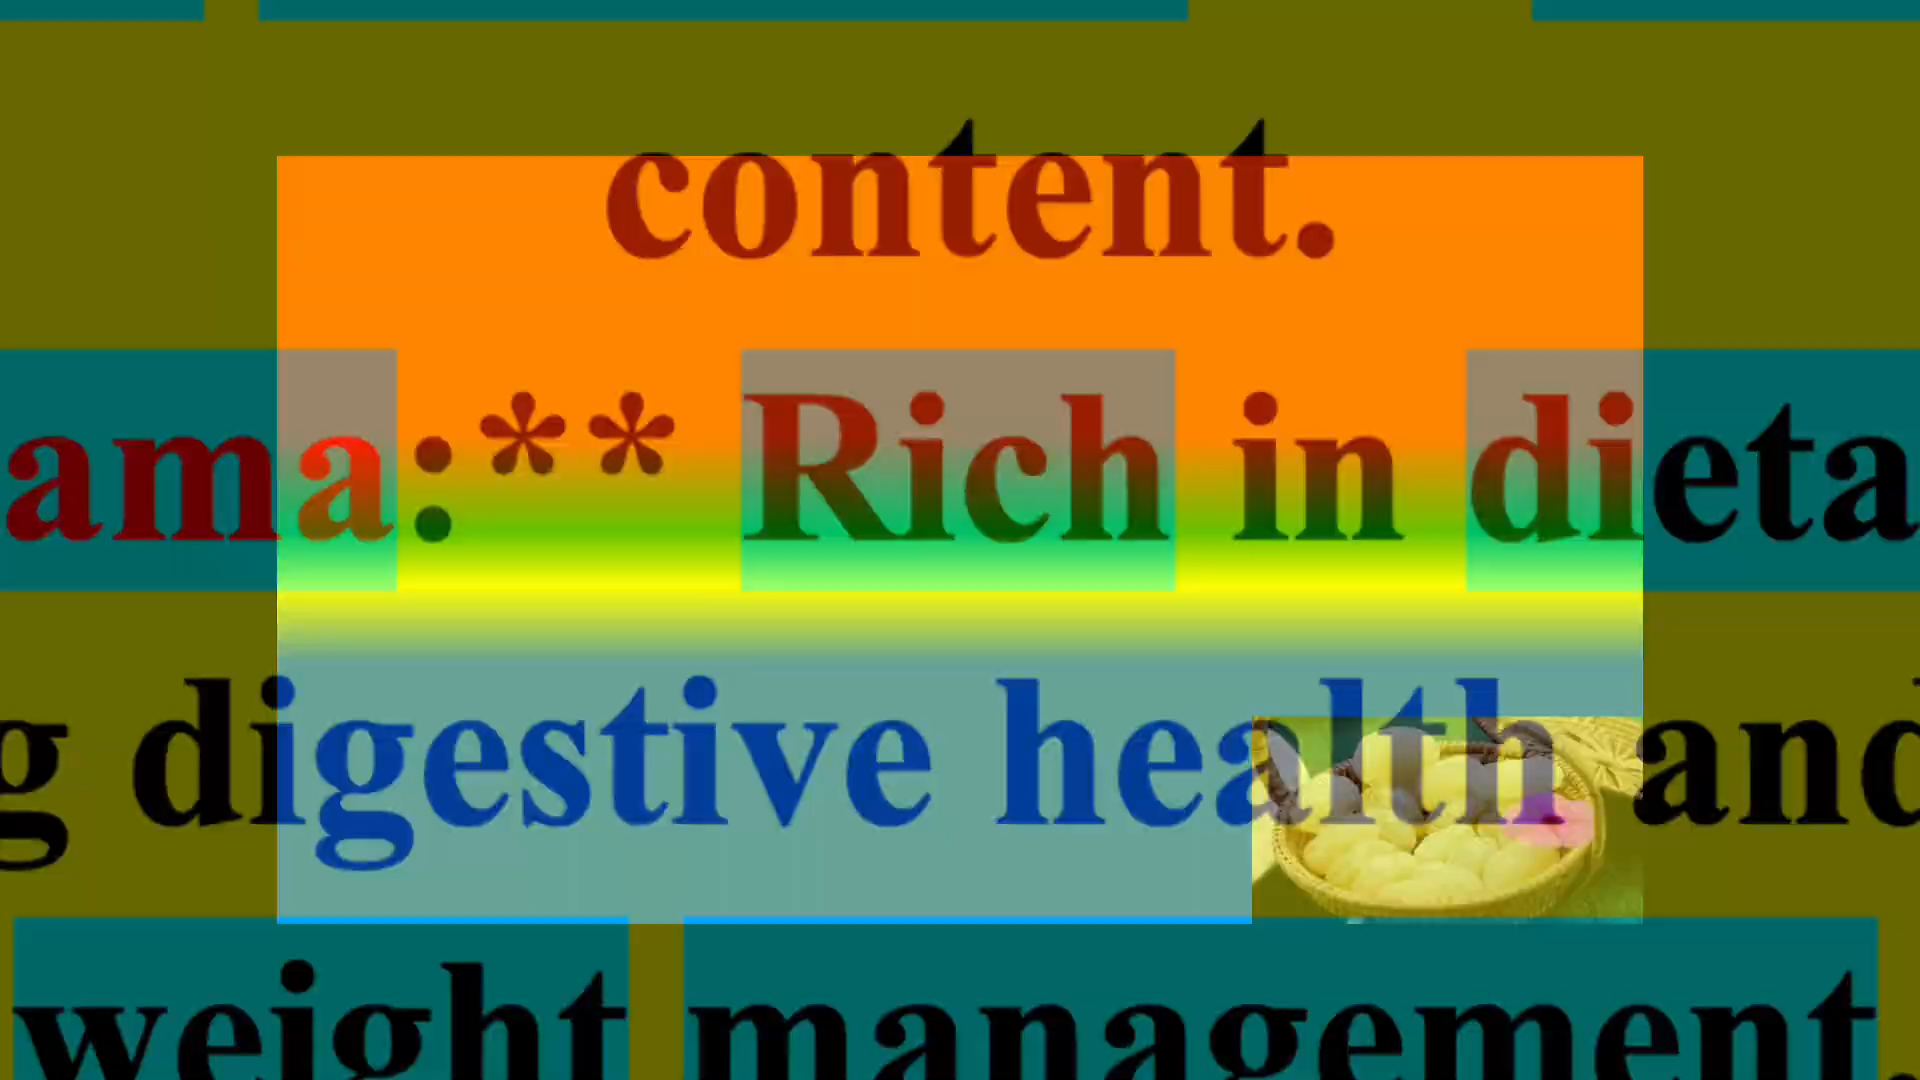 content.
ama:** Rich in dieta
g digestive health and
weight management.